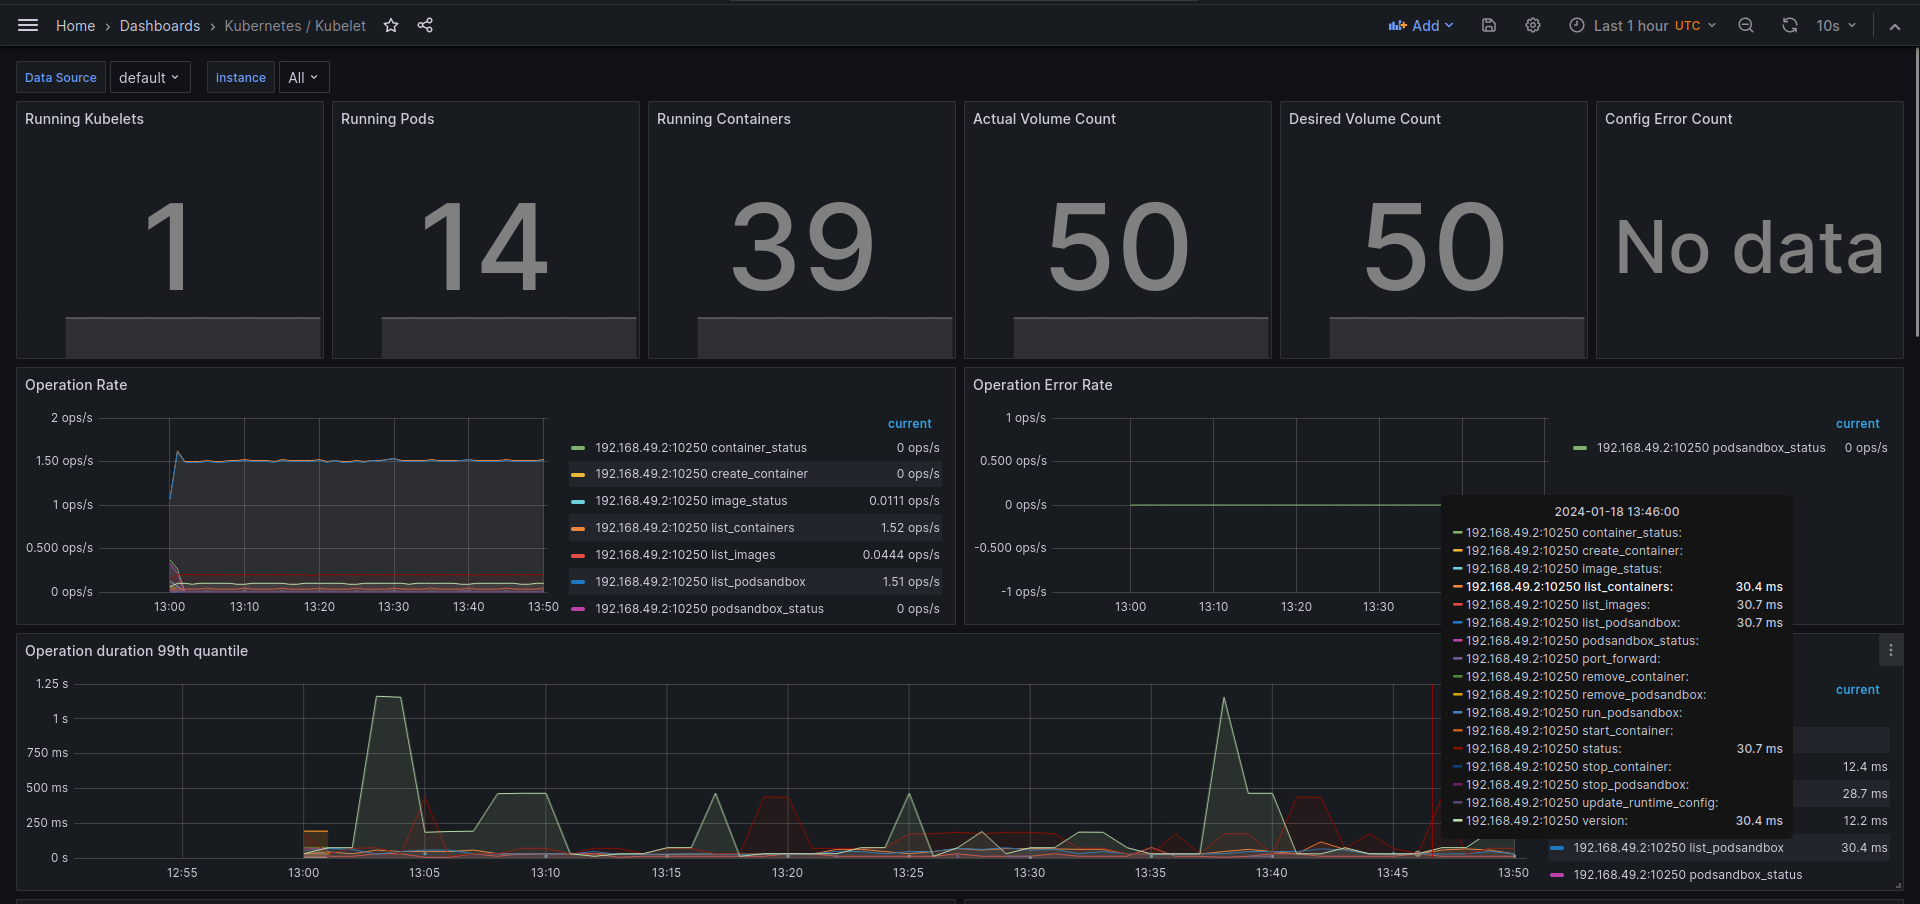 Home › Dashboards › Kubernetes / Kubelet
Add
Last 1 hour UTC
10s
Data Source default
Instance All
Running Kubelets
1
Running Pods
14
Running Containers
39
Actual Volume Count
50
Desired Volume Count
50
Config Error Count
No data
Operation Rate
2 ops/s
1.50 ops/s
1 ops/s
0.500 ops/s
0 ops/s
13:00 13:10 13:20 13:30 13:40 13:50
current
192.168.49.2:10250 container_status 0 ops/s
192.168.49.2:10250 create_container 0 ops/s
192.168.49.2:10250 image_status 0.0111 ops/s
192.168.49.2:10250 list_containers 1.52 ops/s
192.168.49.2:10250 list_images 0.0444 ops/s
192.168.49.2:10250 list_podsandbox 1.51 ops/s
192.168.49.2:10250 podsandbox_status 0 ops/s
Operation Error Rate
1 ops/s
0.500 ops/s
0 ops/s
-0.500 ops/s
-1 ops/s
13:00 13:10 13:20 13:30
current
192.168.49.2:10250 podsandbox_status 0 ops/s
2024-01-18 13:46:00
192.168.49.2:10250 container_status:
192.168.49.2:10250 create_container:
192.168.49.2:10250 image_status:
192.168.49.2:10250 list_containers: 30.4 ms
192.168.49.2:10250 list_images: 30.7 ms
192.168.49.2:10250 list_podsandbox: 30.7 ms
192.168.49.2:10250 podsandbox_status:
192.168.49.2:10250 port_forward:
192.168.49.2:10250 remove_container:
192.168.49.2:10250 remove_podsandbox:
192.168.49.2:10250 run_podsandbox:
192.168.49.2:10250 start_container:
192.168.49.2:10250 status: 30.7 ms
192.168.49.2:10250 stop_container:
192.168.49.2:10250 stop_podsandbox:
192.168.49.2:10250 update_runtime_config:
192.168.49.2:10250 version: 30.4 ms
Operation duration 99th quantile
1.25 s
1 s
750 ms
500 ms
250 ms
0 s
12:55 13:00 13:05 13:10 13:15 13:20 13:25 13:30 13:35 13:40 13:45 13:50
current
12.4 ms
28.7 ms
12.2 ms
192.168.49.2:10250 list_podsandbox 30.4 ms
192.168.49.2:10250 podsandbox_status